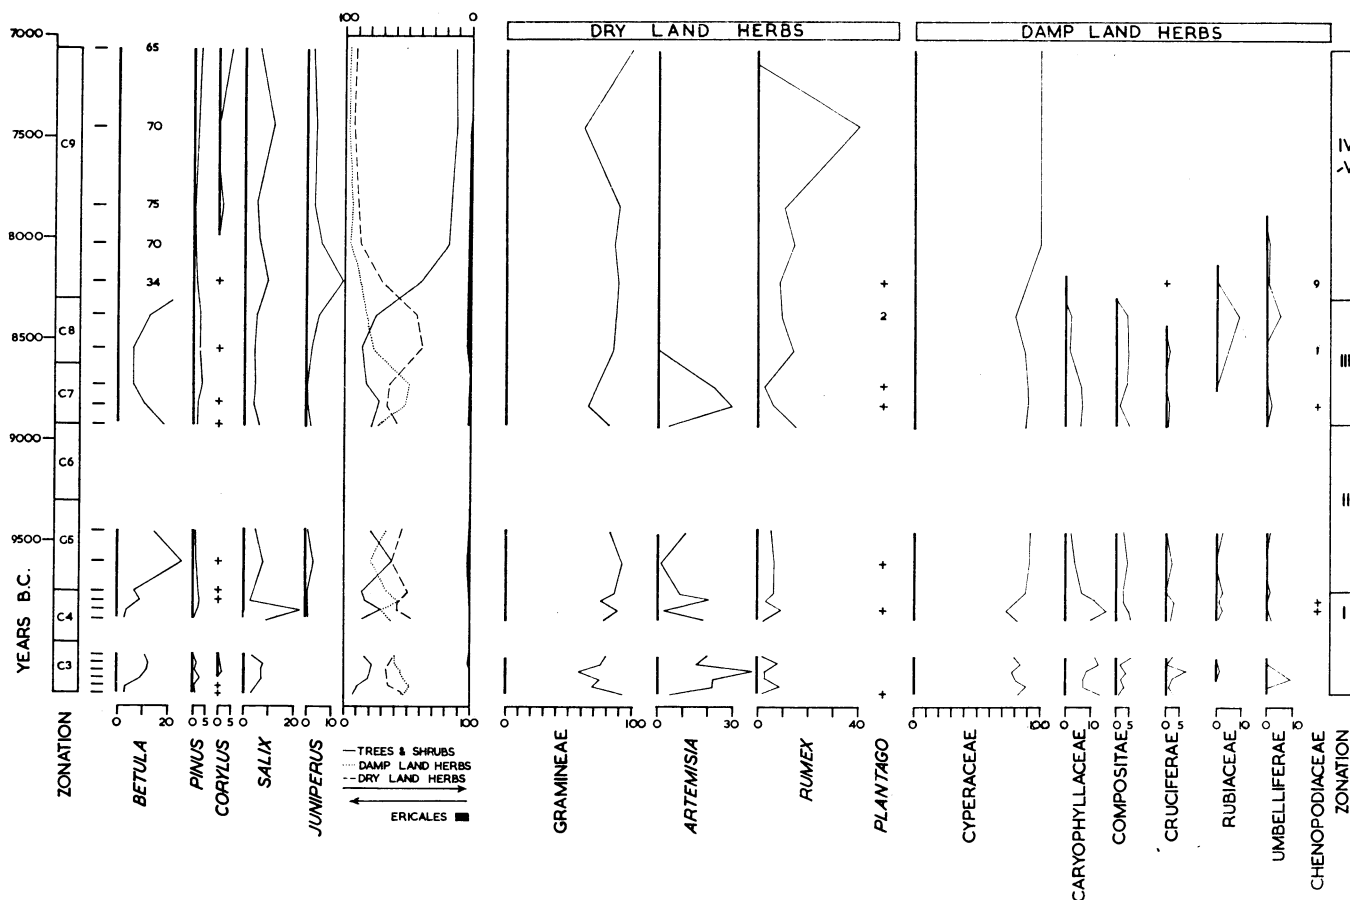 100 0
DRY LAND HERBS
DAMP LAND HERBS
7000
7500
8000
8500
9000
9500
YEARS B.C.
C9
C8
C7
C6
C5
C4
C3
65
70
75
70
34
+
+
+
+
+
+
+
+
+
+
2
+
+
+
+
+
+
9
1
+
+
+
IV
-V
III
II
I
0 20
0 5
0 5
0 20
0 10
0 100
0 100
0 30
0 40
0 100
0 10
0 5
0 5
0 10
0 10
ZONATION
BETULA
PINUS
CORYLUS
SALIX
JUNIPERUS
TREES & SHRUBS
DAMP LAND HERBS
DRY LAND HERBS
ERICALES
GRAMINEAE
ARTEMISIA
RUMEX
PLANTAGO
CYPERACEAE
CARYOPHYLLACEAE
COMPOSITAE
CRUCIFERAE
RUBIACEAE
UMBELLIFERAE
CHENOPODIACEAE
ZONATION